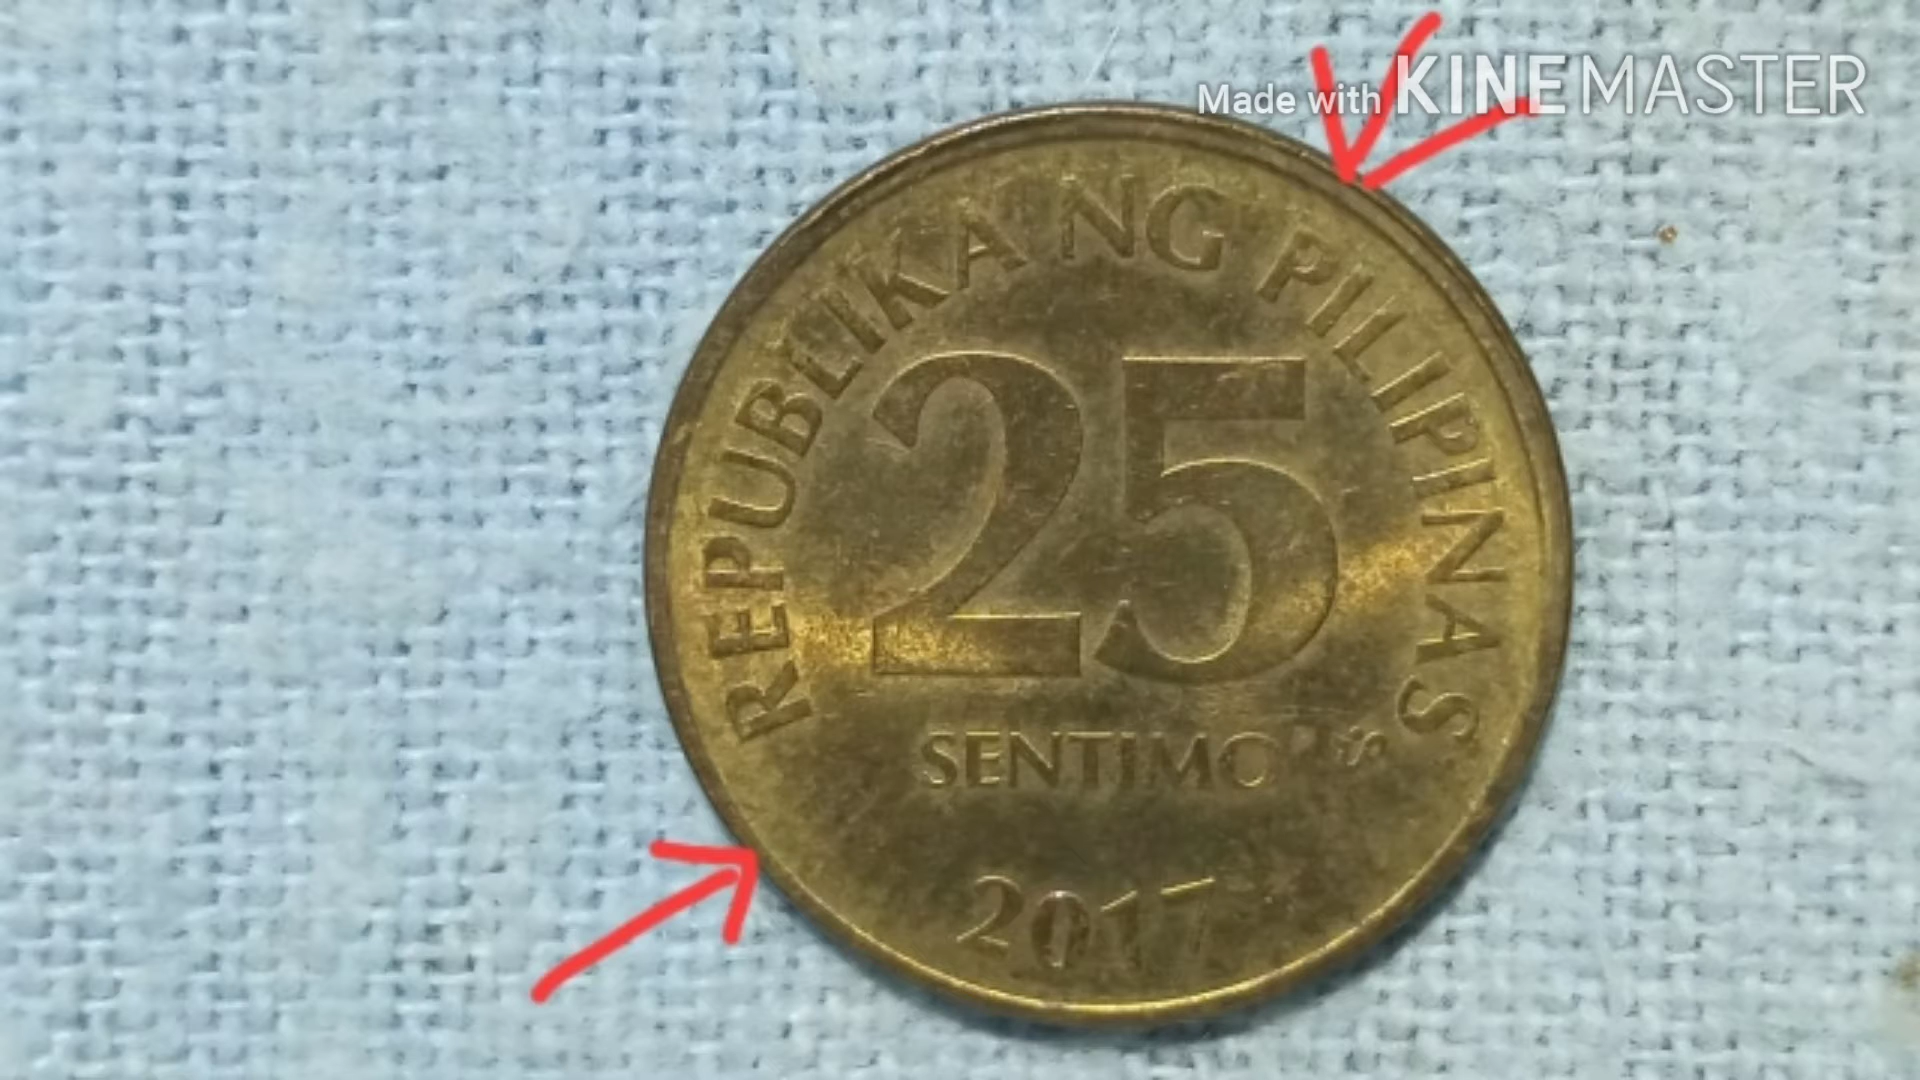 Made with KINEMASTER
REPUBLIKA NG PILIPINAS
25
SENTIMO
2017